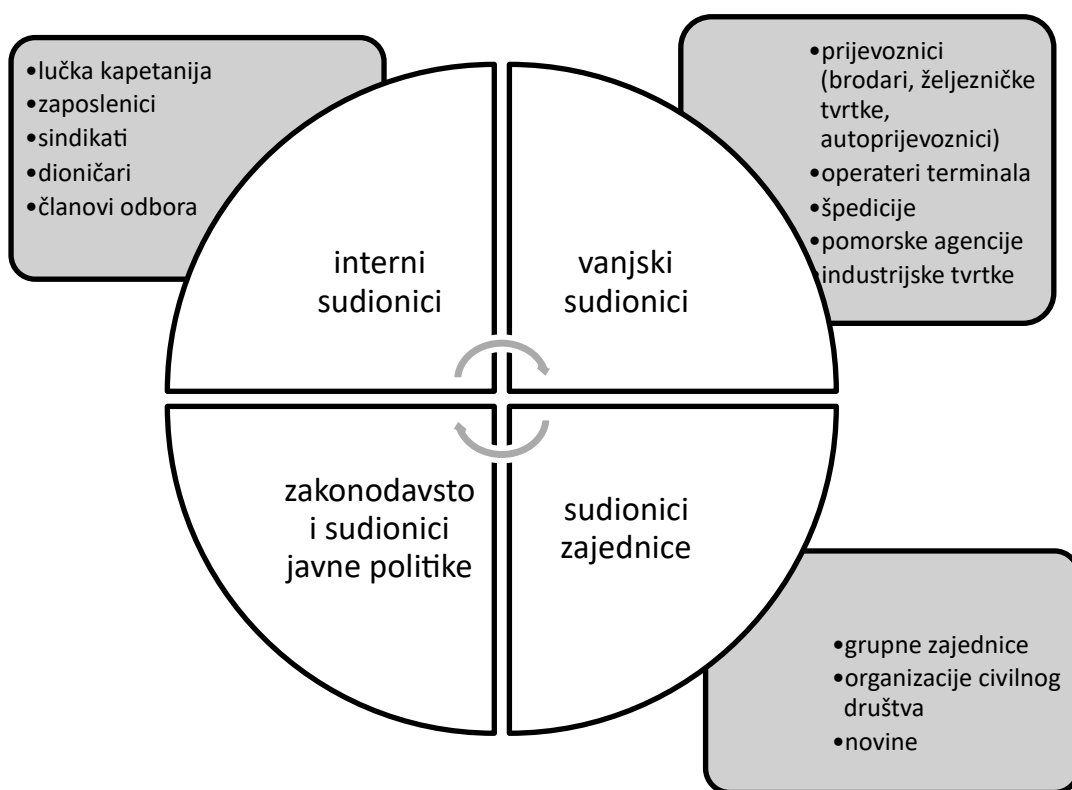 •lučka kapetanija
•zaposlenici
•sindikati
•dioničari
•članovi odbora
•prijevoznici
(brodari, željezničke
tvrtke,
autoprijevoznici)
•operateri terminala
•špedicije
•pomorske agencije
•industrijske tvrtke
interni
sudionici
vanjski
sudionici
zakonodavsto
i sudionici
javne politike
sudionici
zajednice
•grupne zajednice
•organizacije civilnog
društva
•novine